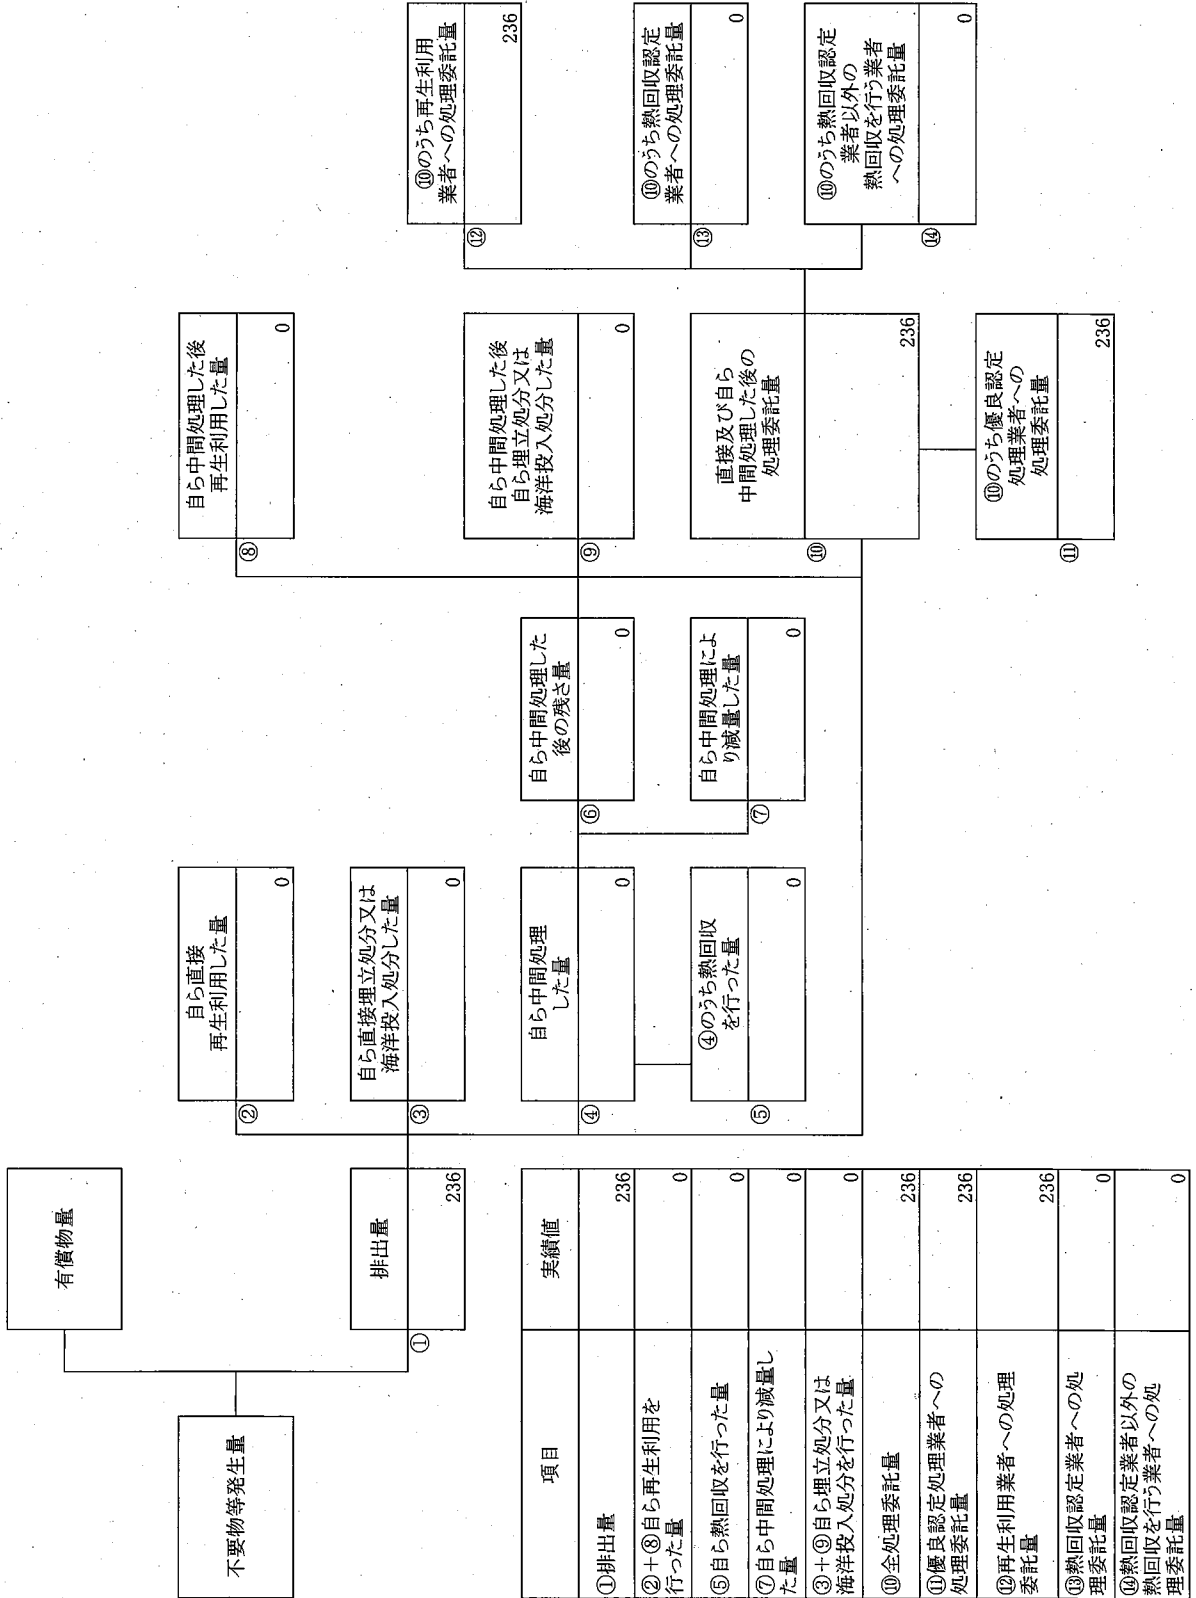 不要物等発生量
有償物量
①
排出量
236
②
自ら直接
再生利用した量
0
③
自ら直接埋立処分又は
海洋投入処分した量
0
④
自ら中間処理
した量
0
⑤
④のうち熱回収
を行った量
0
⑥
自ら中間処理した
後の残さ量
0
⑦
自ら中間処理によ
り減量した量
0
⑧
自ら中間処理した後
再生利用した量
0
⑨
自ら中間処理した後
自ら埋立処分又は
海洋投入処分した量
0
⑩
直接及び自ら
中間処理した後の
処理委託量
236
⑪
⑩のうち優良認定
処理業者への
処理委託量
236
⑫
⑩のうち再生利用
業者への処理委託量
236
⑬
⑩のうち熱回収認定
業者への処理委託量
0
⑭
⑩のうち熱回収認定
業者以外の
熱回収を行う業者
への処理委託量
0
項目
実績値
①排出量
236
②+⑧自ら再生利用を
行った量
0
⑤自ら熱回収を行った量
0
⑦自ら中間処理により減量し
た量
0
③+⑨自ら埋立処分又は
海洋投入処分を行った量
0
⑩全処理委託量
236
⑪優良認定処理業者への
処理委託量
236
⑫再生利用業者への処理
委託量
236
⑬熱回収認定業者への処
理委託量
0
⑭熱回収認定業者以外の
熱回収を行う業者への処
理委託量
0